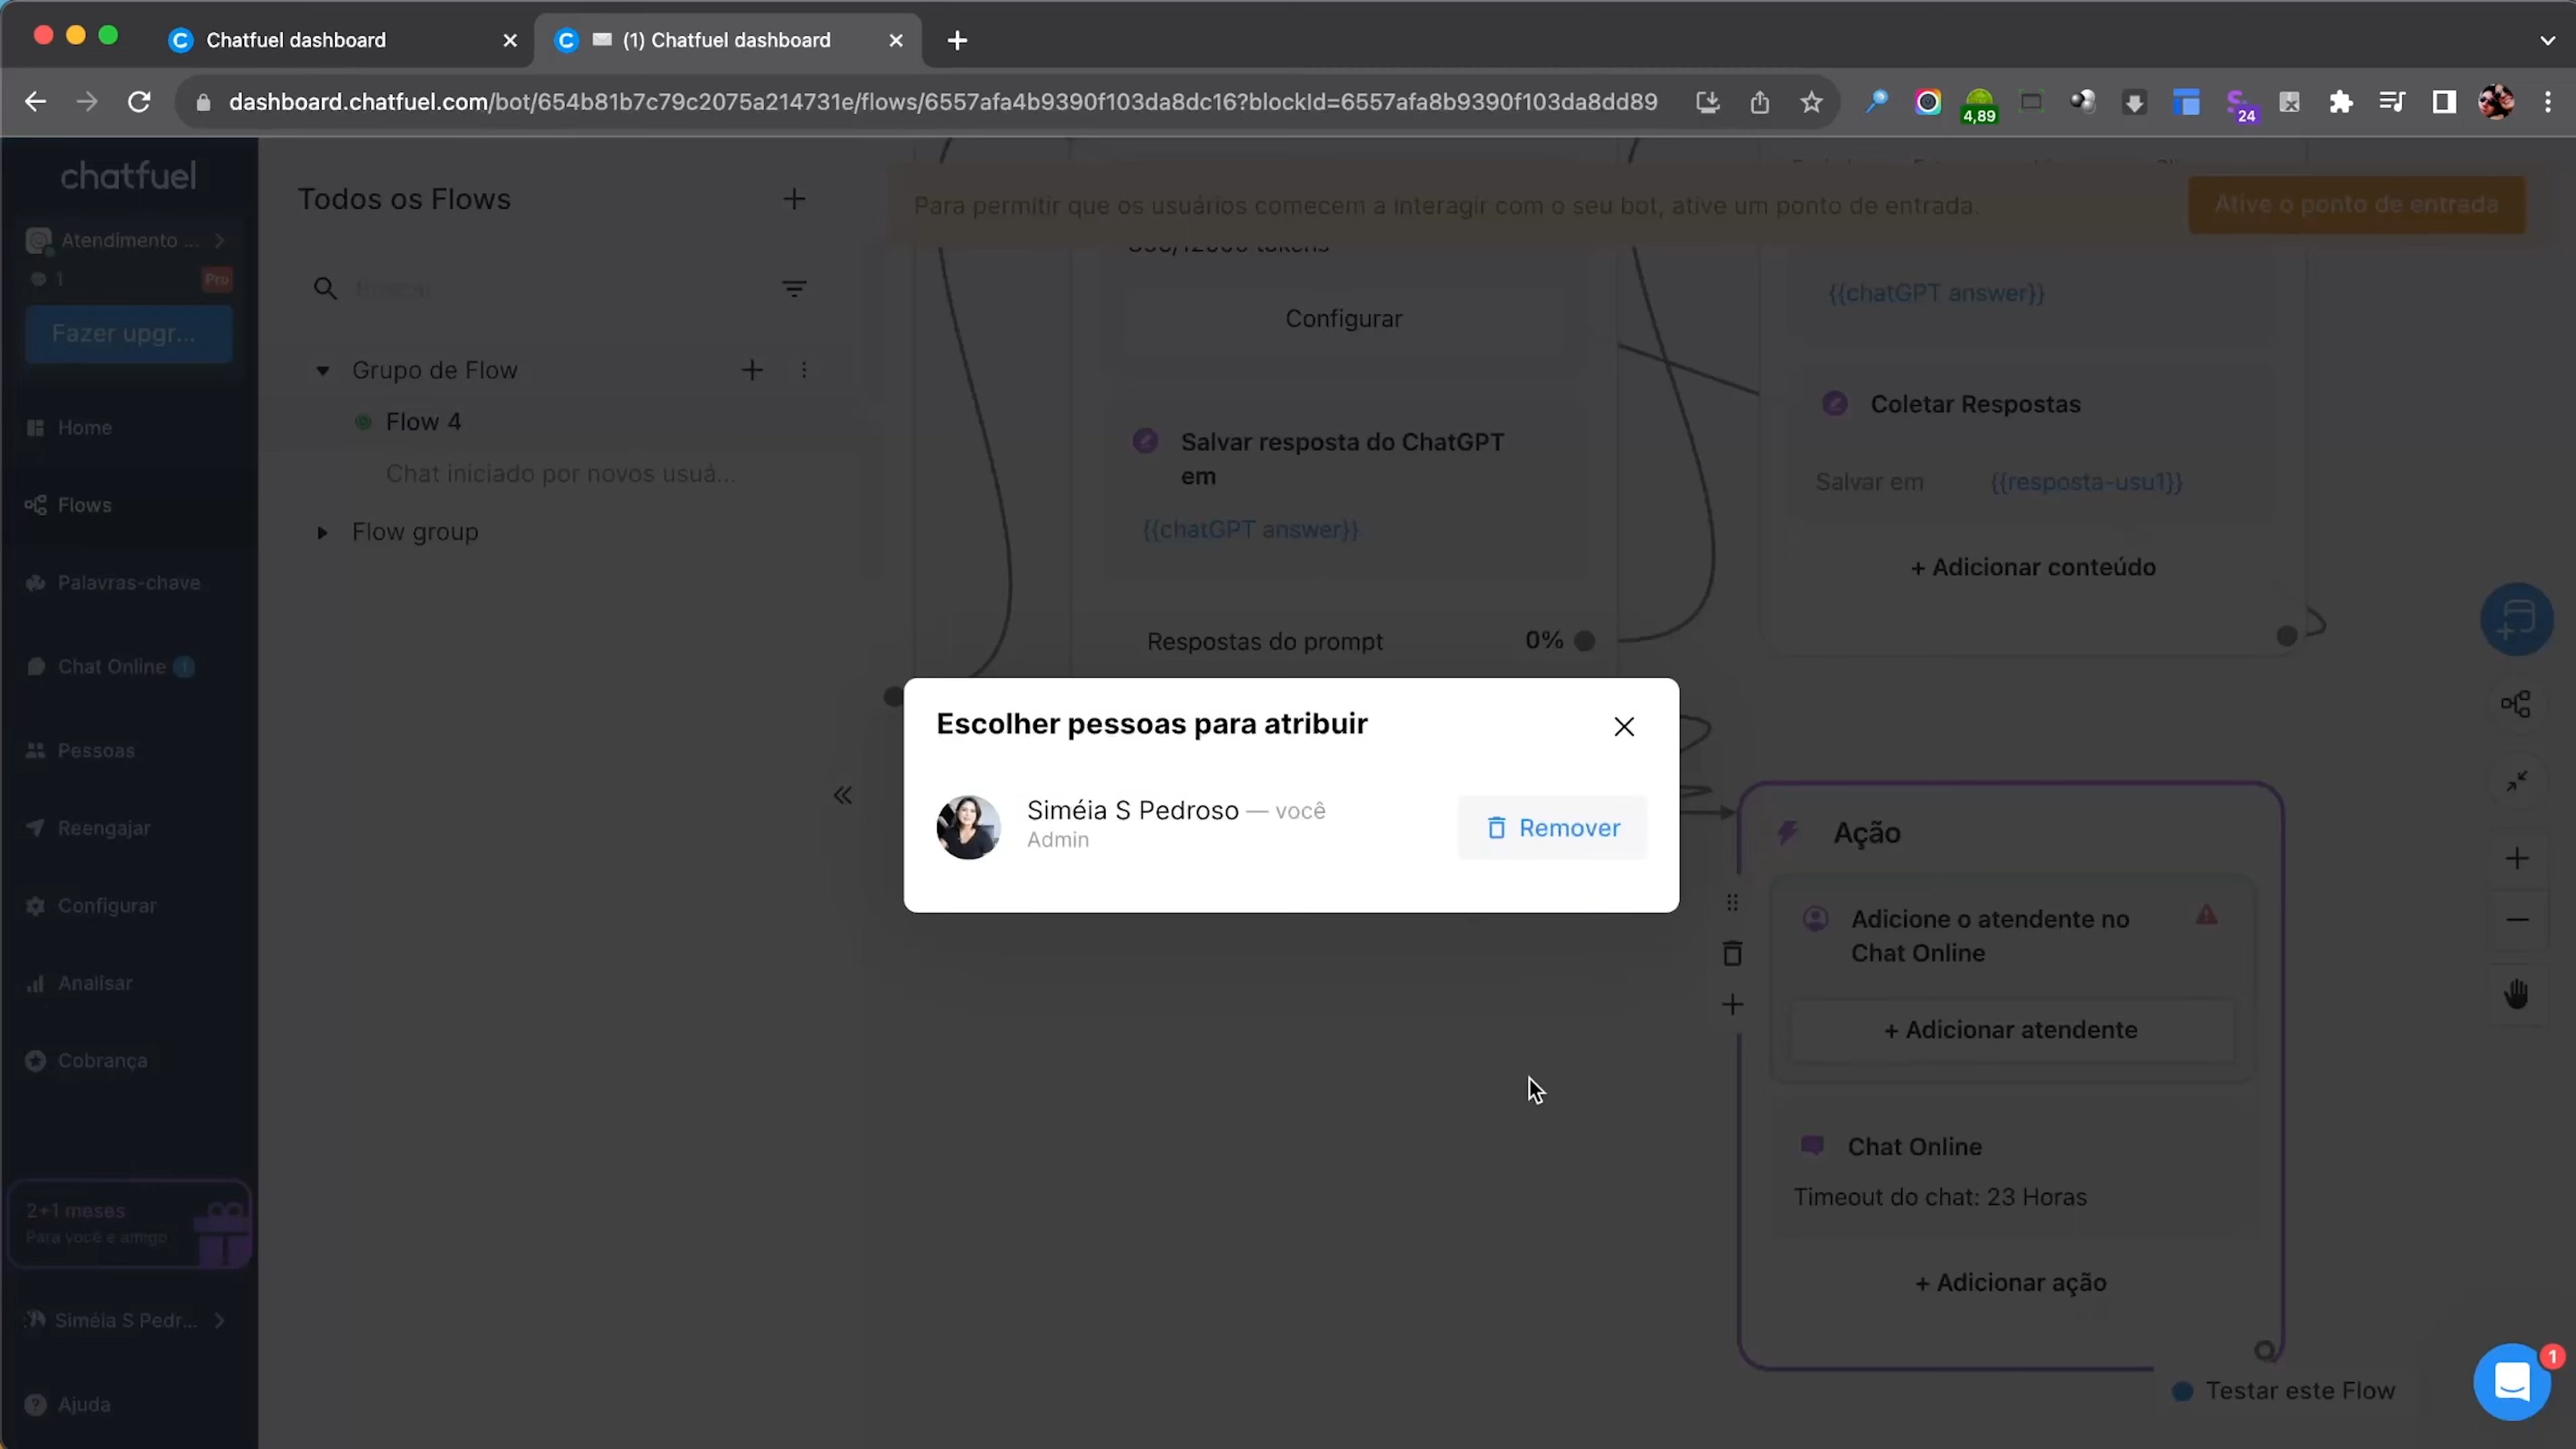 Chatfuel dashboard
(1) Chatfuel dashboard
dashboard.chatfuel.com/bot/654b81b7c79c2075a214731e/flows/6557afa4b9390f103da8dc16?blockId=6557afa8b9390f103da8dd89
4,89
24
chatfuel
Atendimento ...
1
Pro
Fazer upgr...
Home
Flows
Palavras-chave
Chat Online 1
Pessoas
Reengajar
Configurar
Analisar
Cobrança
2+1 meses
Para você e amigo
Siméia S Pedr...
Ajuda
Todos os Flows
Buscar
Grupo de Flow
Flow 4
Chat iniciado por novos usuá...
Flow group
Para permitir que os usuários comecem a interagir com o seu bot, ative um ponto de entrada.
Ative o ponto de entrada
tokens
Configurar
Salvar resposta do ChatGPT
em
{{chatGPT answer}}
Respostas do prompt 0%
{{chatGPT answer}}
Coletar Respostas
Salvar em {{resposta-usu1}}
+ Adicionar conteúdo
Escolher pessoas para atribuir
Siméia S Pedroso — você
Admin
Remover
Ação
Adicione o atendente no
Chat Online
+ Adicionar atendente
Chat Online
Timeout do chat: 23 Horas
+ Adicionar ação
Testar este Flow
1